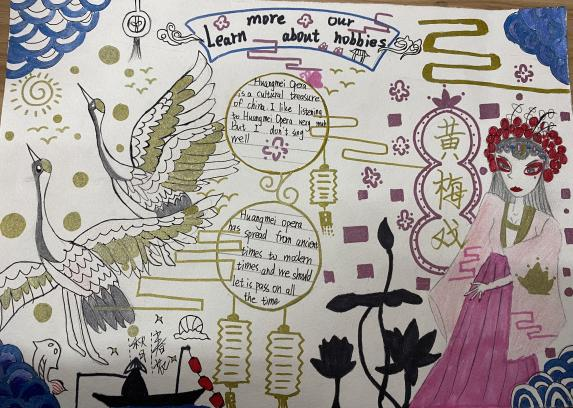 more our
Learn about hobbies
Huangmei Opera
is a cultural treasure
of china. I like listening
to Huangmei Opera very much
But I don't sing
well
黄梅戏
Huangmei opera
has spread from ancient
times to modern
times and we should
let is pass on all
the time